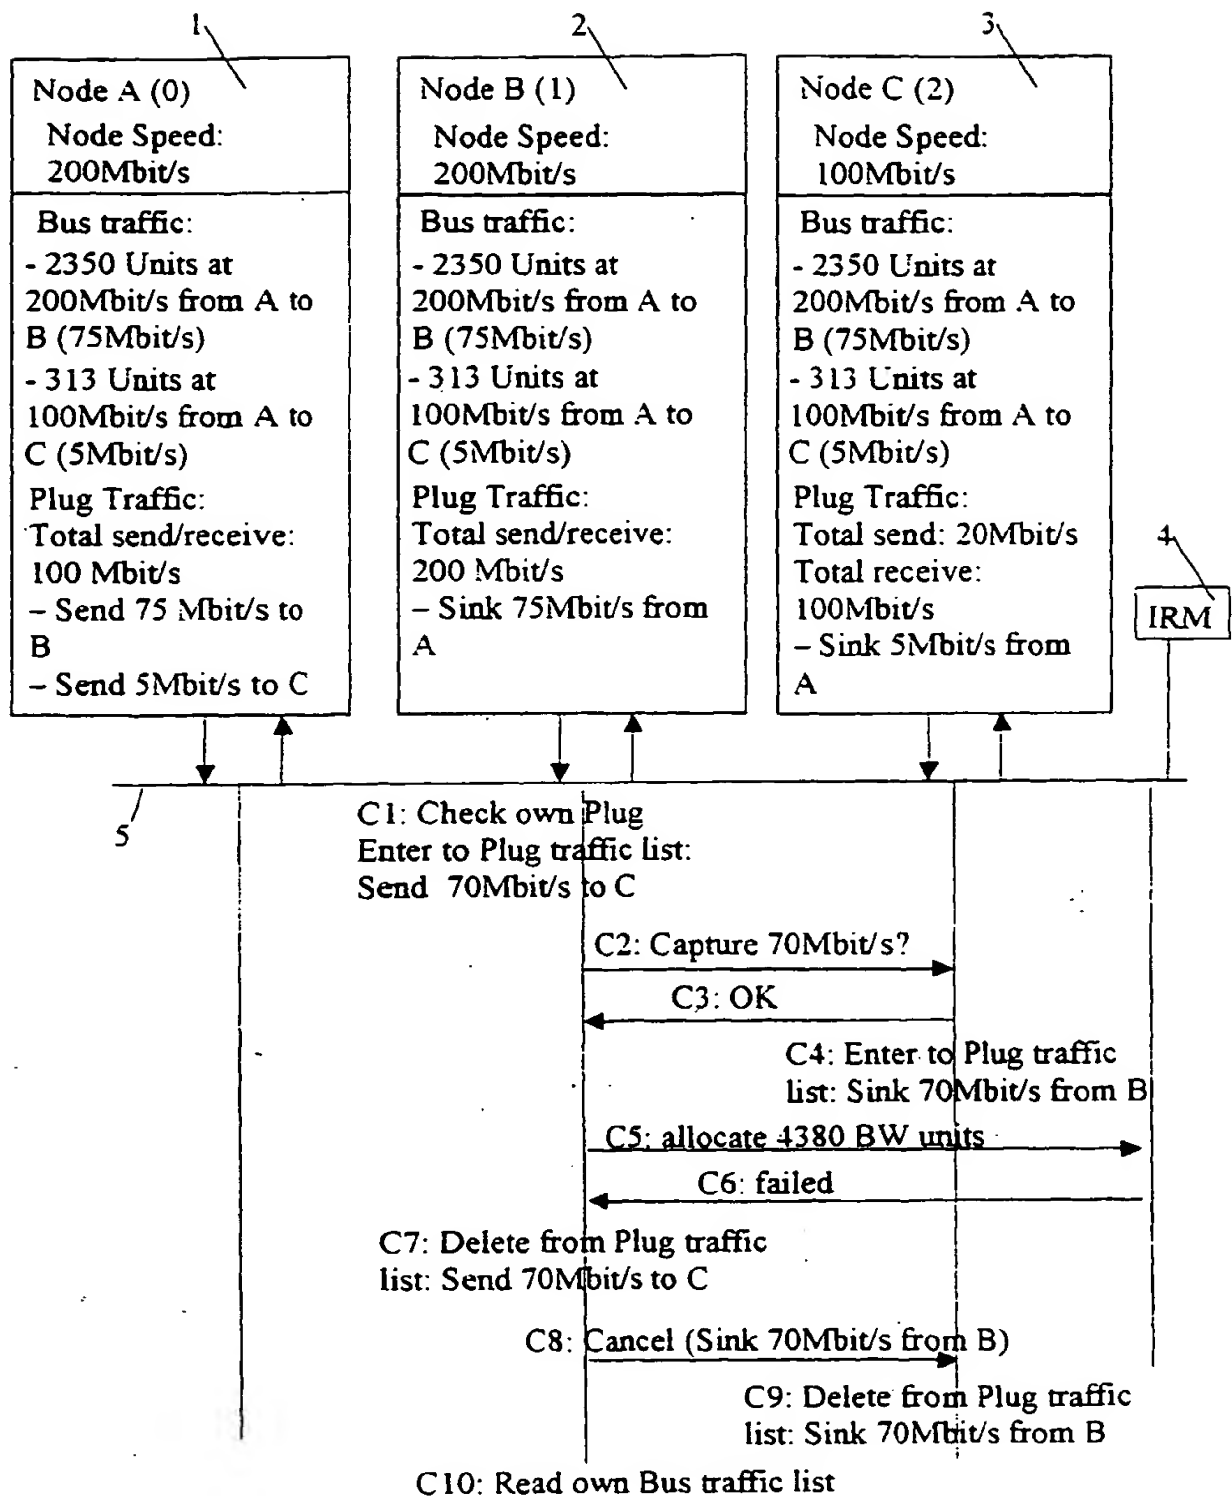 1
2
3
Node A (0)
Node Speed:
200Mbit/s
Bus traffic:
- 2350 Units at
200Mbit/s from A to
B (75Mbit/s)
- 313 Units at
100Mbit/s from A to
C (5Mbit/s)
Plug Traffic:
Total send/receive:
100 Mbit/s
– Send 75 Mbit/s to
B
– Send 5Mbit/s to C
Node B (1)
Node Speed:
200Mbit/s
Bus traffic:
- 2350 Units at
200Mbit/s from A to
B (75Mbit/s)
- 313 Units at
100Mbit/s from A to
C (5Mbit/s)
Plug Traffic:
Total send/receive:
200 Mbit/s
– Sink 75Mbit/s from
A
Node C (2)
Node Speed:
100Mbit/s
Bus traffic:
- 2350 Units at
200Mbit/s from A to
B (75Mbit/s)
- 313 Units at
100Mbit/s from A to
C (5Mbit/s)
Plug Traffic:
Total send: 20Mbit/s
Total receive:
100Mbit/s
– Sink 5Mbit/s from
A
4
IRM
5
C1: Check own Plug
Enter to Plug traffic list:
Send 70Mbit/s to C
C2: Capture 70Mbit/s?
C3: OK
C4: Enter to Plug traffic
list: Sink 70Mbit/s from B
C5: allocate 4380 BW units
C6: failed
C7: Delete from Plug traffic
list: Send 70Mbit/s to C
C8: Cancel (Sink 70Mbit/s from B)
C9: Delete from Plug traffic
list: Sink 70Mbit/s from B
C10: Read own Bus traffic list